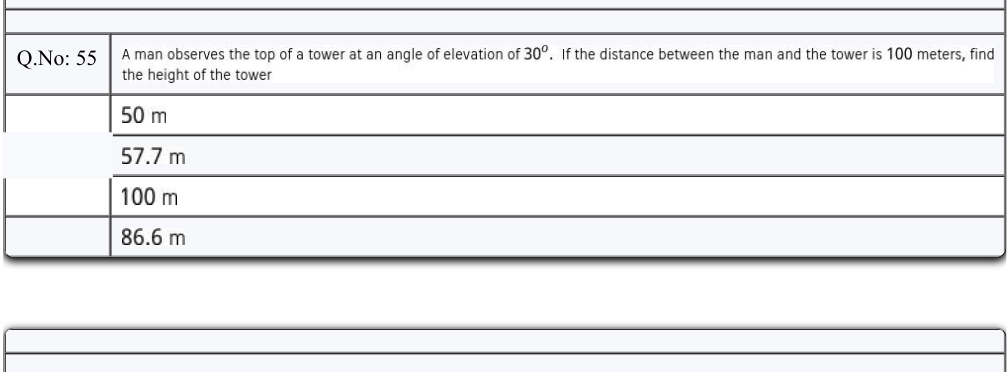 Q.No: 55
A man observes the top of a tower at an angle of elevation of 30⁰. If the distance between the man and the tower is 100 meters, find
the height of the tower
50 m
57.7 m
100 m
86.6 m